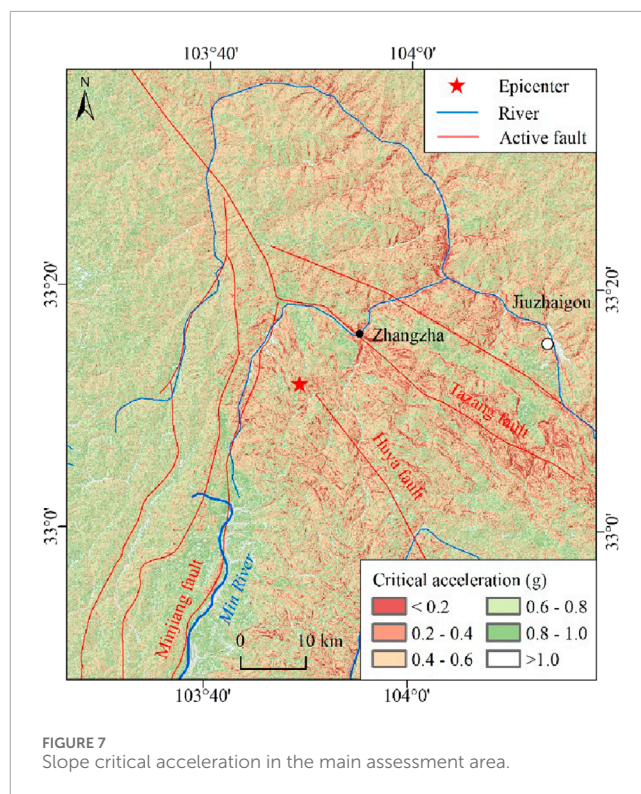 103°40' 104°0'
N
Epicenter
River
Active fault
33°20' 33°20'
Jiuzhaigou
Zhangzha
Tazang fault
Huya fault
33°0' 33°0'
Minjiang fault
Min River
Critical acceleration (g)
< 0.2 0.6 - 0.8
0.2 - 0.4 0.8 - 1.0
0.4 - 0.6 >1.0
0 10 km
103°40' 104°0'
FIGURE 7
Slope critical acceleration in the main assessment area.